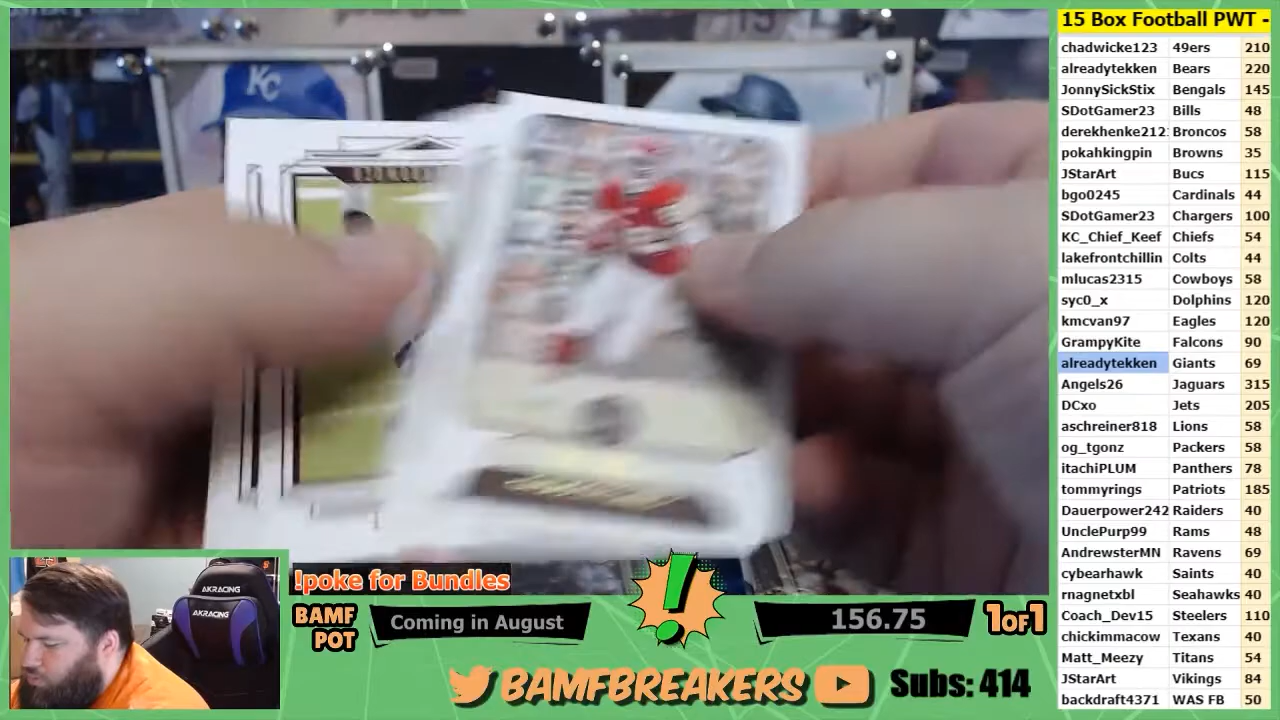 15 Box Football PWT -
chadwicke123 49ers 210
alreadytekken Bears 220
JonnySickStix Bengals 145
SDotGamer23 Bills 48
derekhenke212 Broncos 58
pokahkingpin Browns 35
JStarArt Bucs 115
bgo0245 Cardinals 44
SDotGamer23 Chargers 100
KC_Chief_Keef Chiefs 54
lakefrontchillin Colts 44
mlucas2315 Cowboys 58
syc0_x Dolphins 120
kmcvan97 Eagles 120
GrampyKite Falcons 90
alreadytekken Giants 69
Angels26 Jaguars 315
DCxo Jets 205
aschreiner818 Lions 58
og_tgonz Packers 58
itachiPLUM Panthers 78
tommyrings Patriots 185
Dauerpower242 Raiders 40
UnclePurp99 Rams 48
AndrewsterMN Ravens 69
cybearhawk Saints 40
rnagnetxbl Seahawks 40
Coach_Dev15 Steelers 110
chickimmacow Texans 40
Matt_Meezy Titans 54
JStarArt Vikings 84
backdraft4371 WAS FB 50
KC
AKRACING
AKRACING
!poke for Bundles
BAMF POT
Coming in August
!
156.75
1OF1
BAMFBREAKERS
Subs: 414